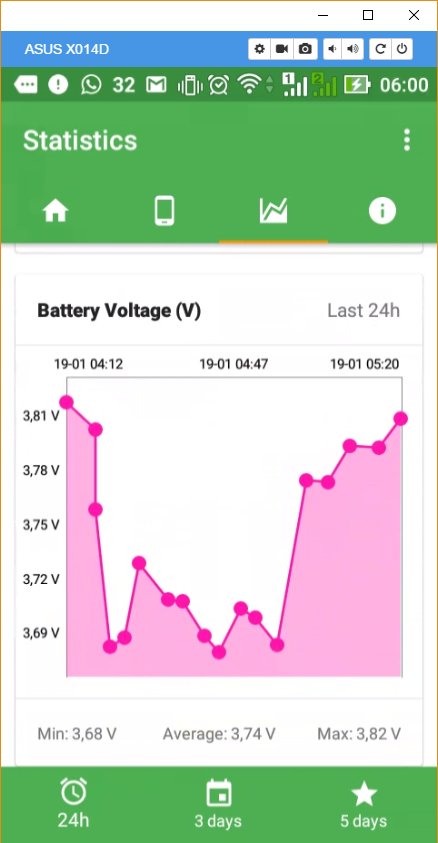 ASUS X014D
32 1 2 06:00
Statistics
Battery Voltage (V) Last 24h
19-01 04:12 19-01 04:47 19-01 05:20
3,81 V
3,78 V
3,75 V
3,72 V
3,69 V
Min: 3,68 V Average: 3,74 V Max: 3,82 V
24h 3 days 5 days